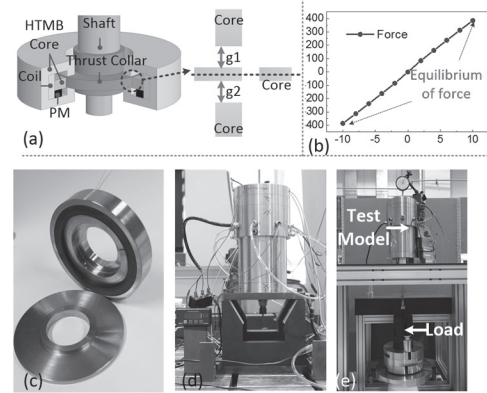 HTMB
Shaft
Core
Thrust Collar
Coil
PM
(a)
Core
g1
Core
g2
Core
(b)
400
300
200
100
0
100
200
300
400
Force
Equilibrium
of force
-10
-5
0
5
10
(c)
(d)
Test
Model
Load
(e)